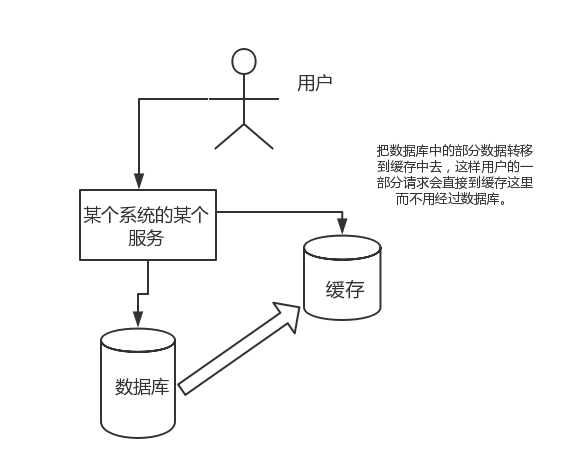 用户
把数据库中的部分数据转移
到缓存中去，这样用户的一
部分请求会直接到缓存这里
而不用经过数据库。
某个系统的某个
服务
缓存
数据库